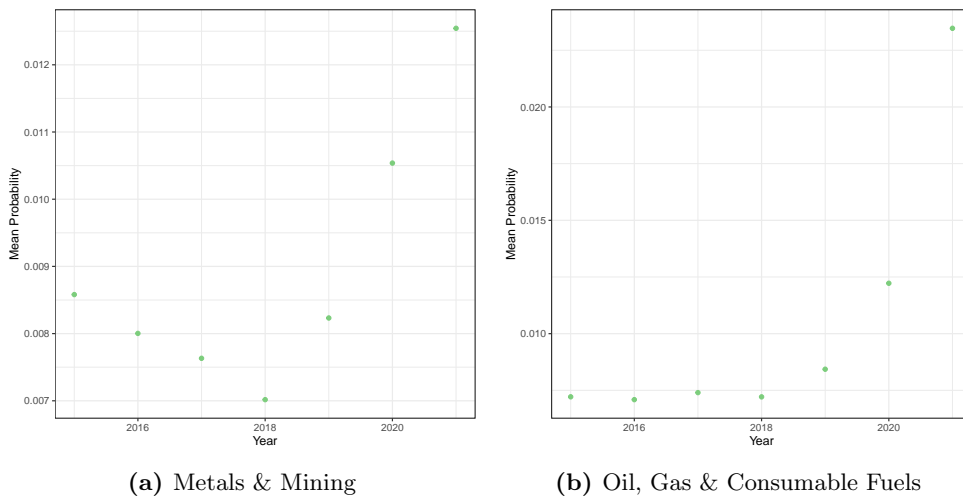 0.012
0.011
0.010
0.009
0.008
0.007
Mean Probability
2016
2018
2020
Year
(a) Metals & Mining
0.020
0.015
0.010
Mean Probability
2016
2018
2020
Year
(b) Oil, Gas & Consumable Fuels